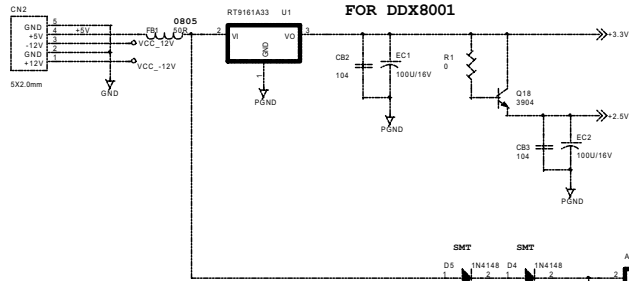 FOR DDX8001
CN2
GND 5
+5V 4
-12V 3
GND 2
+12V 1
5X2.0mm
+5V
FB1
0805
50R
VCC_12V
VCC_-12V
GND
RT9161A33 U1
2 VI VO 3
GND
1
PGND
CB2
104
EC1
100U/16V
PGND
R1
0
Q18
3904
+3.3V
+2.5V
CB3
104
EC2
100U/16V
PGND
SMT SMT
D5 1N4148 D4 1N4148
1 2 1 2 2
A